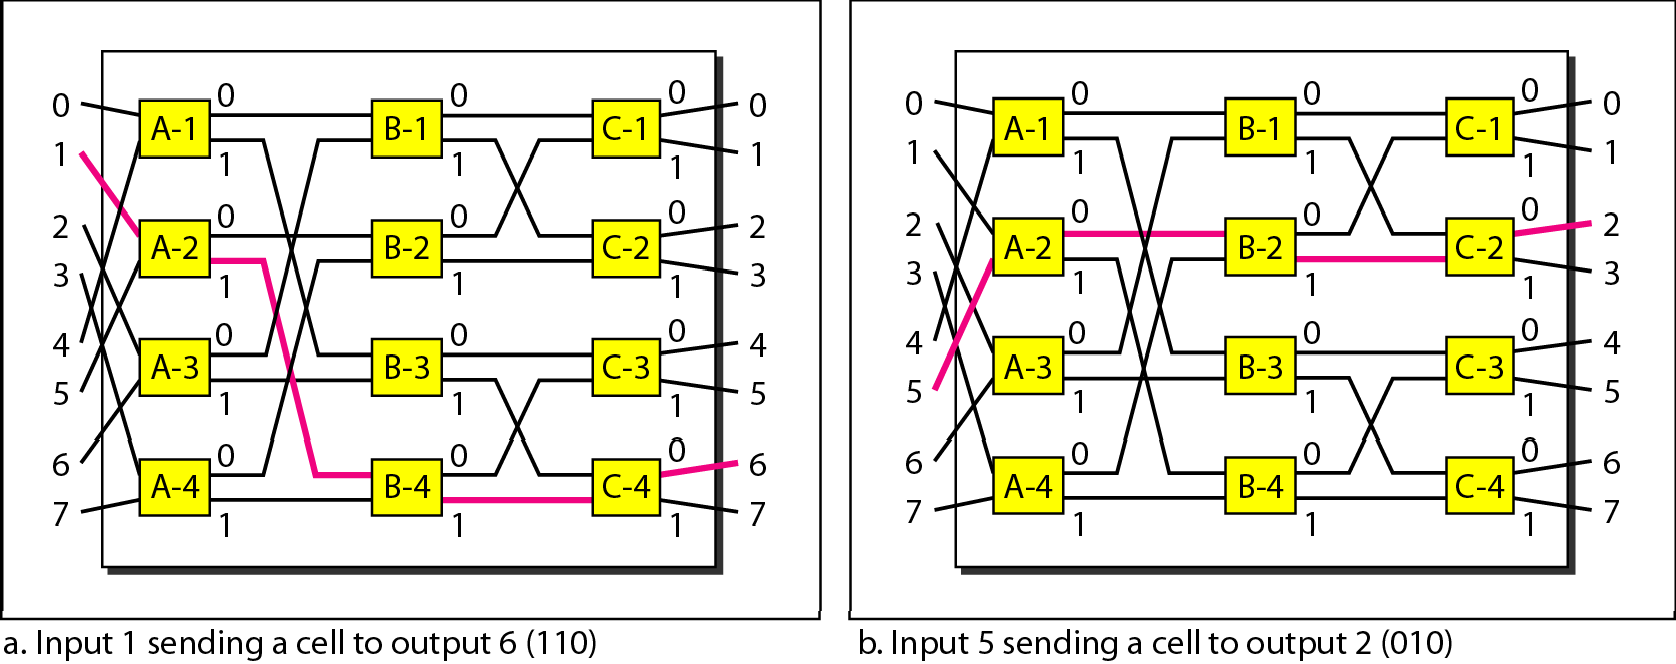 0 A-1 0 B-1 0 C-1 0 0
1 1 1 1 1
2 A-2 0 B-2 0 C-2 0 2
3 1 1 1 3
4 A-3 0 B-3 0 C-3 0 4
5 1 1 1 5
6 A-4 0 B-4 0 C-4 0 6
7 1 1 1 7
a. Input 1 sending a cell to output 6 (110)
0 A-1 0 B-1 0 C-1 0 0
1 1 1 1 1
2 A-2 0 B-2 0 C-2 0 2
3 1 1 1 3
4 A-3 0 B-3 0 C-3 0 4
5 1 1 1 5
6 A-4 0 B-4 0 C-4 0 6
7 1 1 1 7
b. Input 5 sending a cell to output 2 (010)